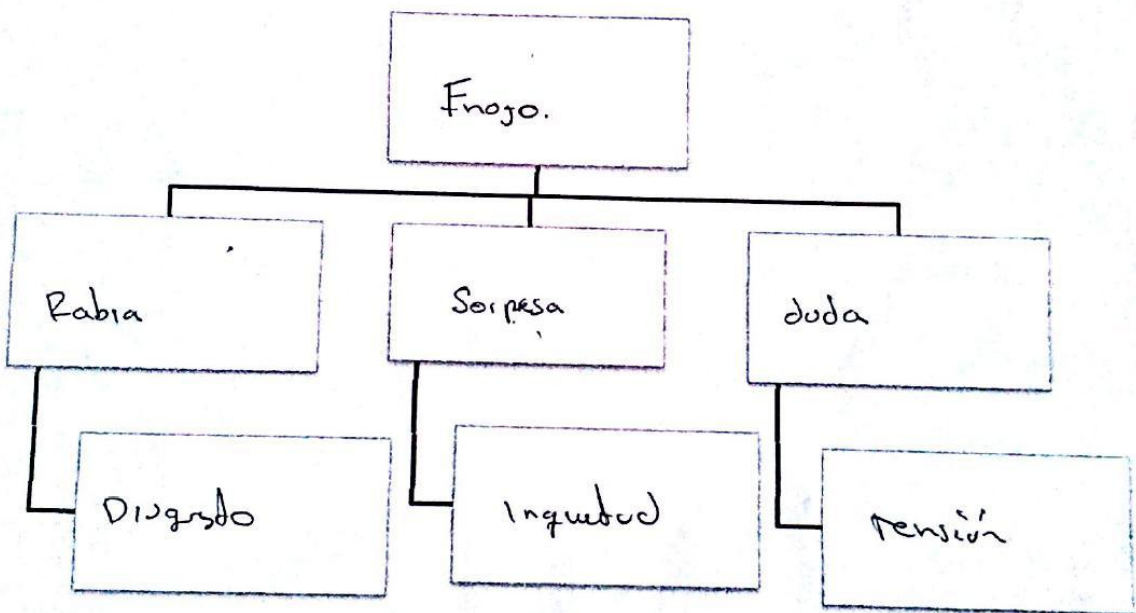 Enojo.
Rabia
Sorpesa
duda
Disgusto
Inquietud
Tensión